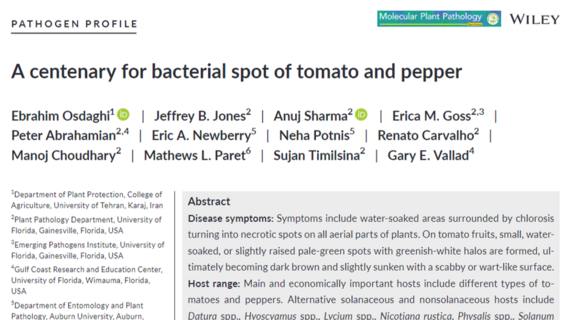 PATHOGEN PROFILE
Molecular Plant Pathology
WILEY
A centenary for bacterial spot of tomato and pepper
Ebrahim Osdaghi1 iD | Jeffrey B. Jones2 | Anuj Sharma2 iD | Erica M. Goss2,3 |
Peter Abrahamian2,4 | Eric A. Newberry5 | Neha Potnis5 | Renato Carvalho2 |
Manoj Choudhary2 | Mathews L. Paret6 | Sujan Timilsina2 | Gary E. Vallad4
1Department of Plant Protection, College of
Agriculture, University of Tehran, Karaj, Iran
2Plant Pathology Department, University of
Florida, Gainesville, Florida, USA
3Emerging Pathogens Institute, University of
Florida, Gainesville, Florida, USA
4Gulf Coast Research and Education Center,
University of Florida, Wimauma, Florida,
USA
5Department of Entomology and Plant
Pathology, Auburn University, Auburn,
Abstract
Disease symptoms: Symptoms include water-soaked areas surrounded by chlorosis
turning into necrotic spots on all aerial parts of plants. On tomato fruits, small, water-
soaked, or slightly raised pale-green spots with greenish-white halos are formed, ul-
timately becoming dark brown and slightly sunken with a scabby or wart-like surface.
Host range: Main and economically important hosts include different types of to-
matoes and peppers. Alternative solanaceous and nonsolanaceous hosts include
Datura spp., Hyoscyamus spp., Lycium spp., Nicotiana rustica, Physalis spp., Solanum